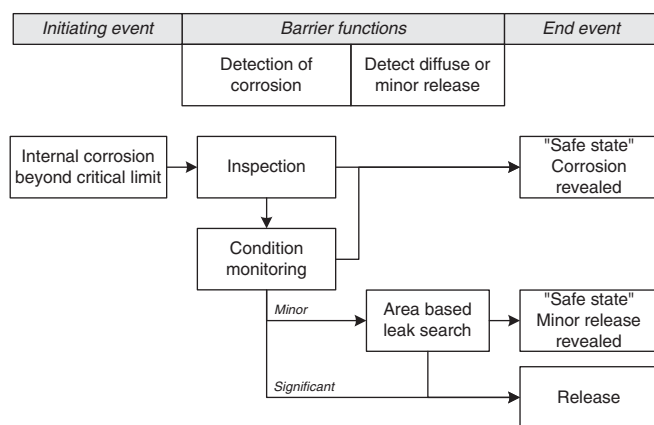 Initiating event
Barrier functions
End event
Detection of
corrosion
Detect diffuse or
minor release
Internal corrosion
beyond critical limit
Inspection
"Safe state"
Corrosion
revealed
Condition
monitoring
Minor
Area based
leak search
"Safe state"
Minor release
revealed
Significant
Release